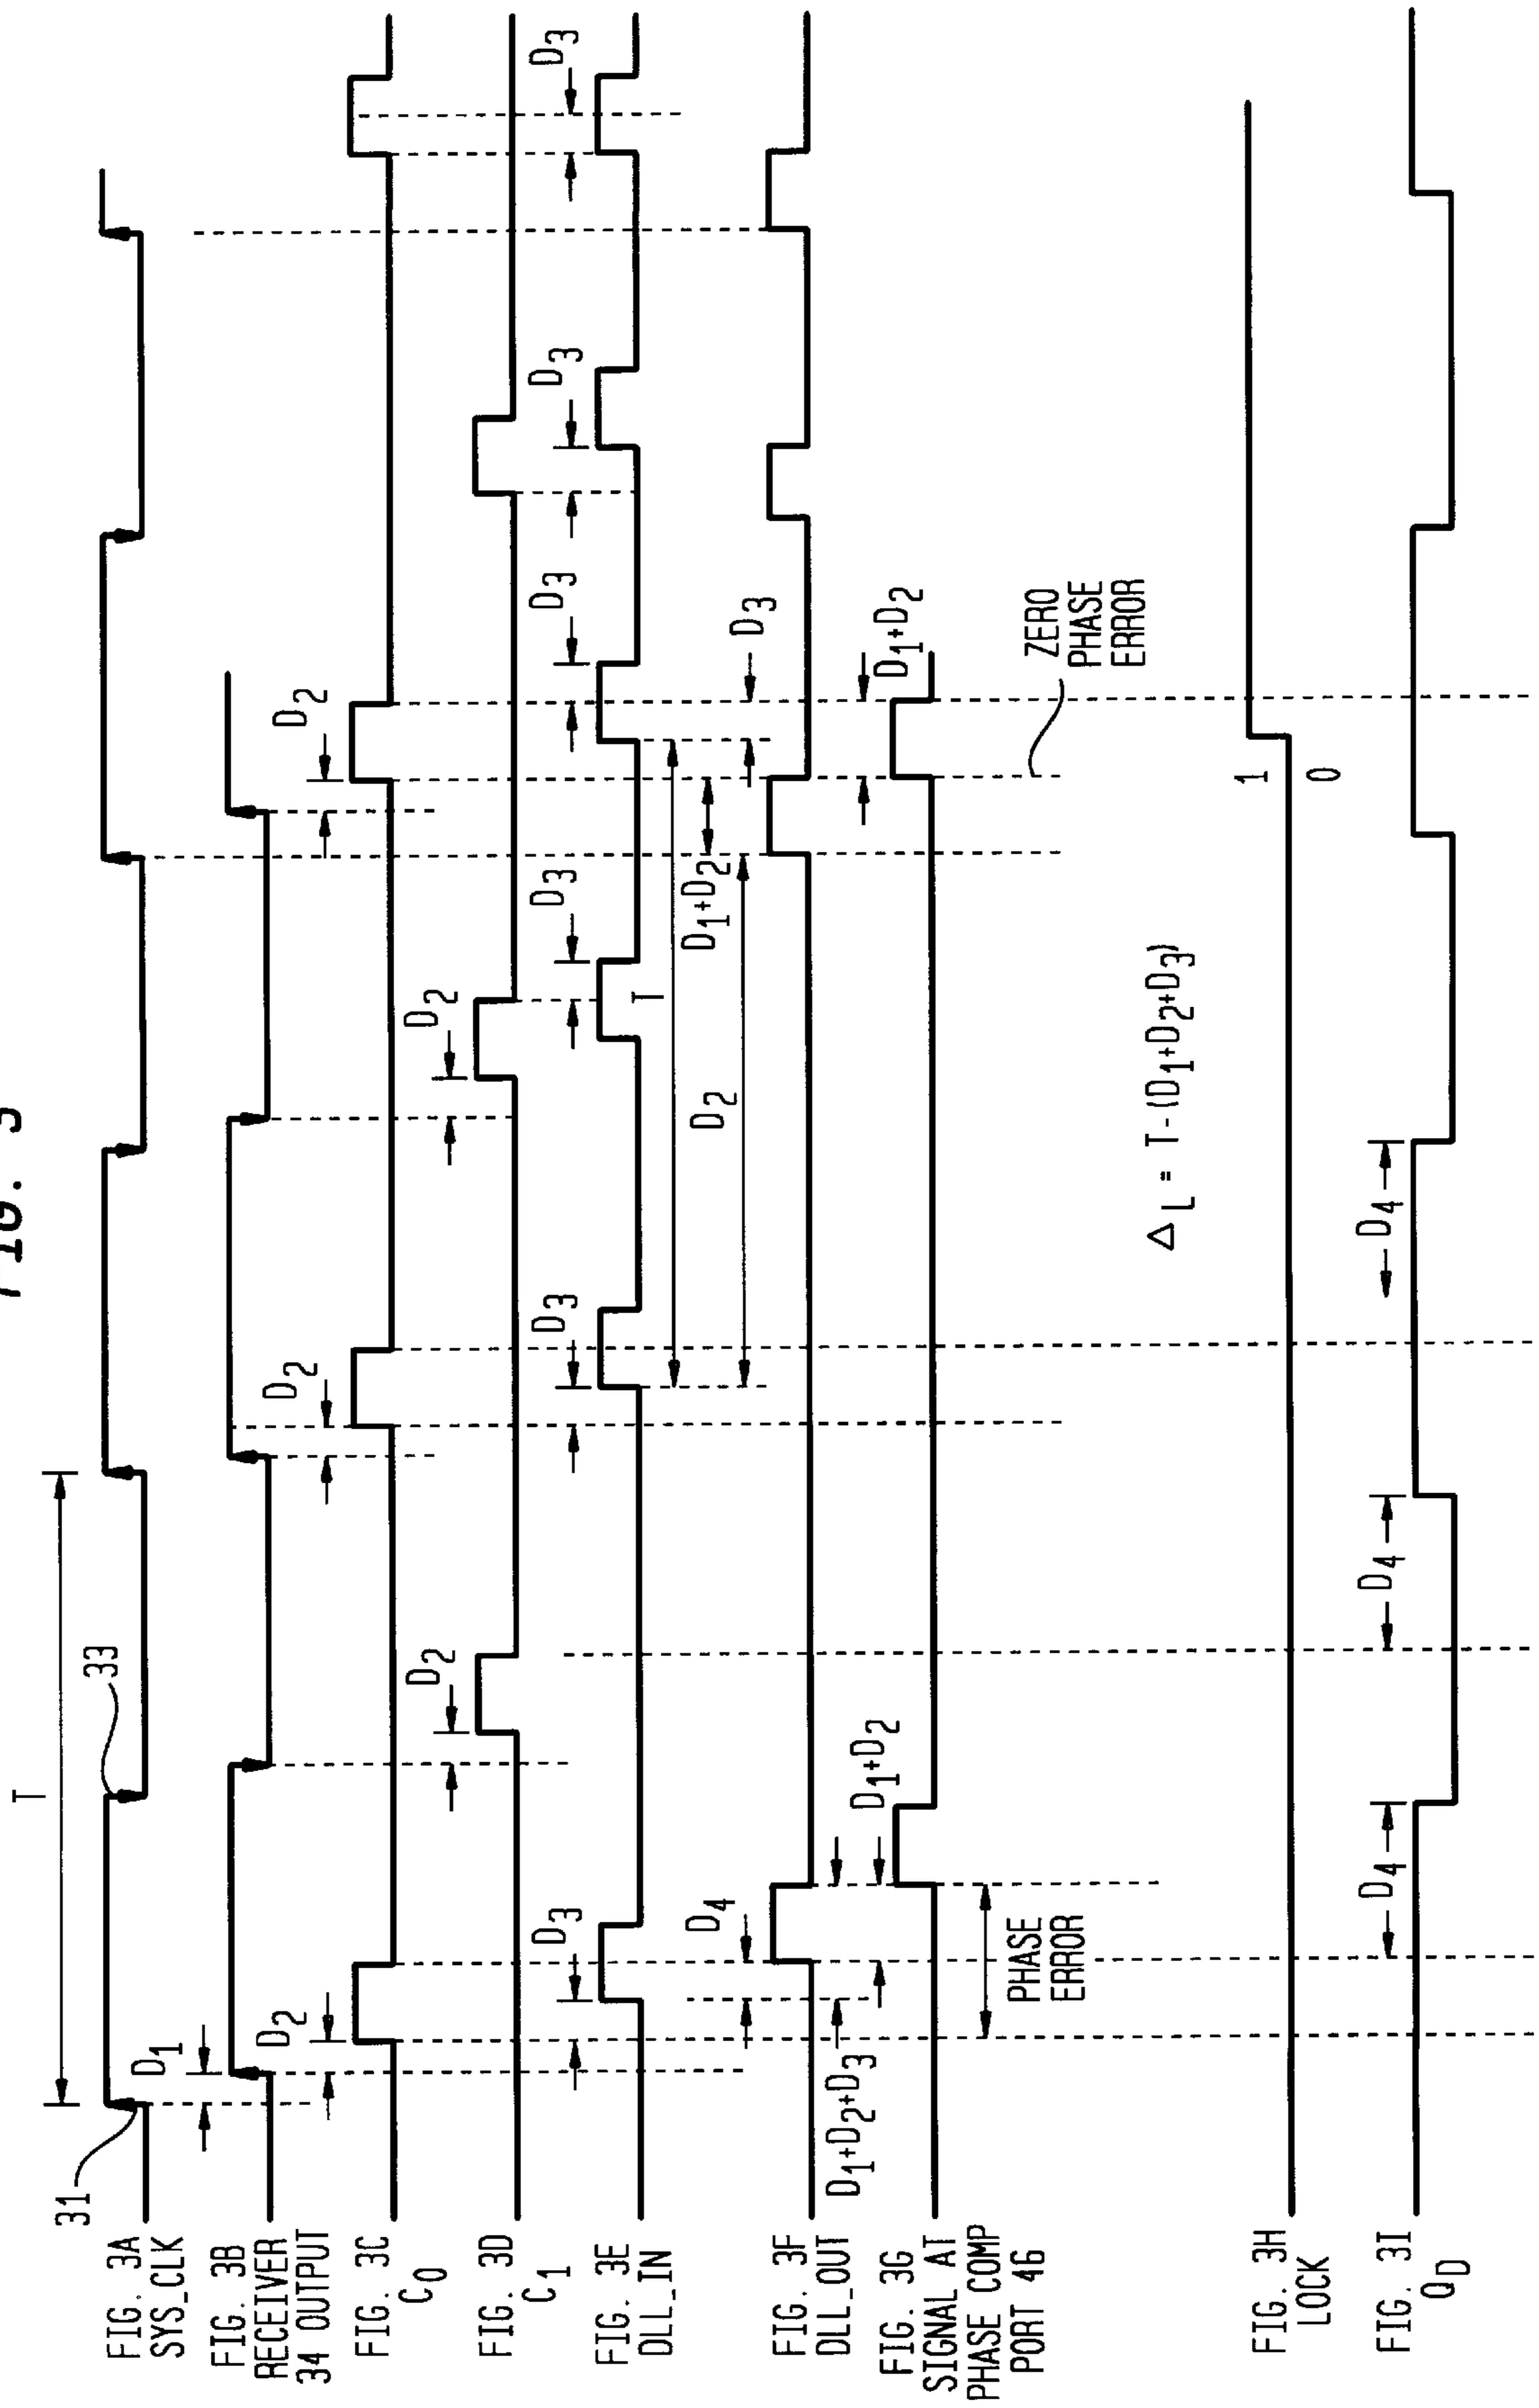 FIG. 3
FIG. 3A
SYS_CLK
31
33
T
D1
FIG. 3B
RECEIVER
34 OUTPUT
D2
D2
D2
FIG. 3C
C0
FIG. 3D
C1
D2
D2
FIG. 3E
DLL_IN
D3
D3
D3
D3
D3
D3
T
D1+D2
D2
D3
FIG. 3F
DLL_OUT
D4
D1+D2+D3
FIG. 3G
SIGNAL AT
PHASE COMP
PORT 46
D1+D2
D1+D2
PHASE
ERROR
ZERO
PHASE
ERROR
ΔL = T-(D1+D2+D3)
FIG. 3H
LOCK
1
0
FIG. 3I
QD
D4
D4
D4